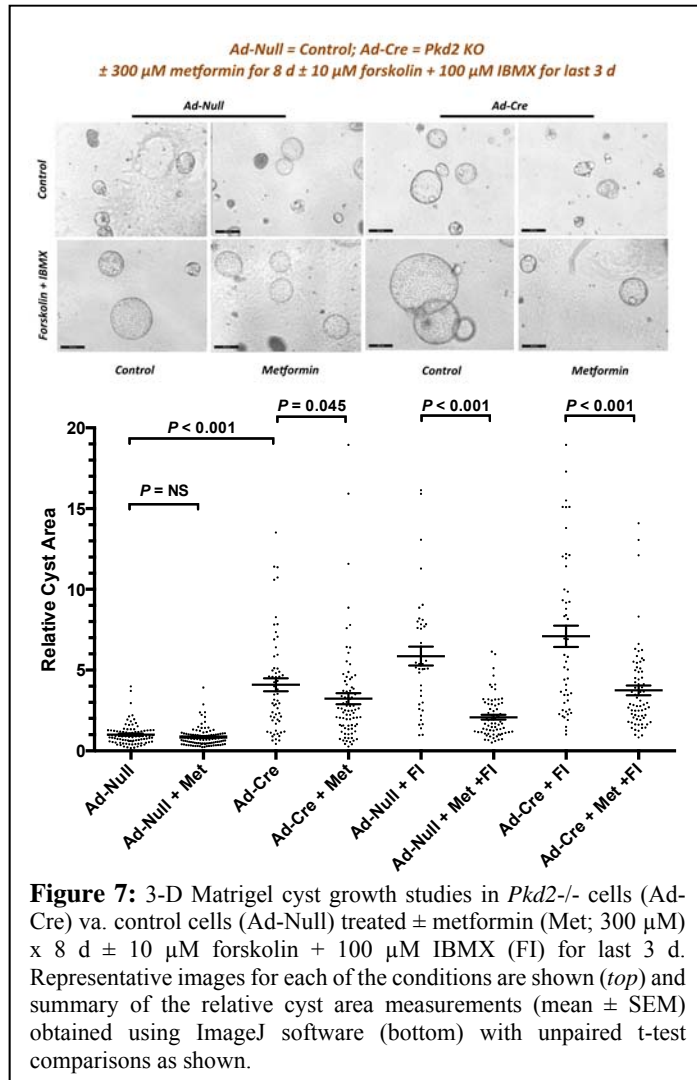 Ad-Null = Control; Ad-Cre = Pkd2 KO
± 300 µM metformin for 8 d ± 10 µM forskolin + 100 µM IBMX for last 3 d
Ad-Null Ad-Cre
Control
Forskolin + IBMX
Control Metformin Control Metformin
P < 0.001 P = 0.045 P < 0.001 P < 0.001
P = NS
Relative Cyst Area
20
15
10
5
0
Ad-Null
Ad-Null + Met
Ad-Cre
Ad-Cre + Met
Ad-Null + FI
Ad-Null + Met +FI
Ad-Cre + FI
Ad-Cre + Met +FI
Figure 7: 3-D Matrigel cyst growth studies in Pkd2-/- cells (Ad-
Cre) va. control cells (Ad-Null) treated ± metformin (Met; 300 µM)
x 8 d ± 10 µM forskolin + 100 µM IBMX (FI) for last 3 d.
Representative images for each of the conditions are shown (top) and
summary of the relative cyst area measurements (mean ± SEM)
obtained using ImageJ software (bottom) with unpaired t-test
comparisons as shown.